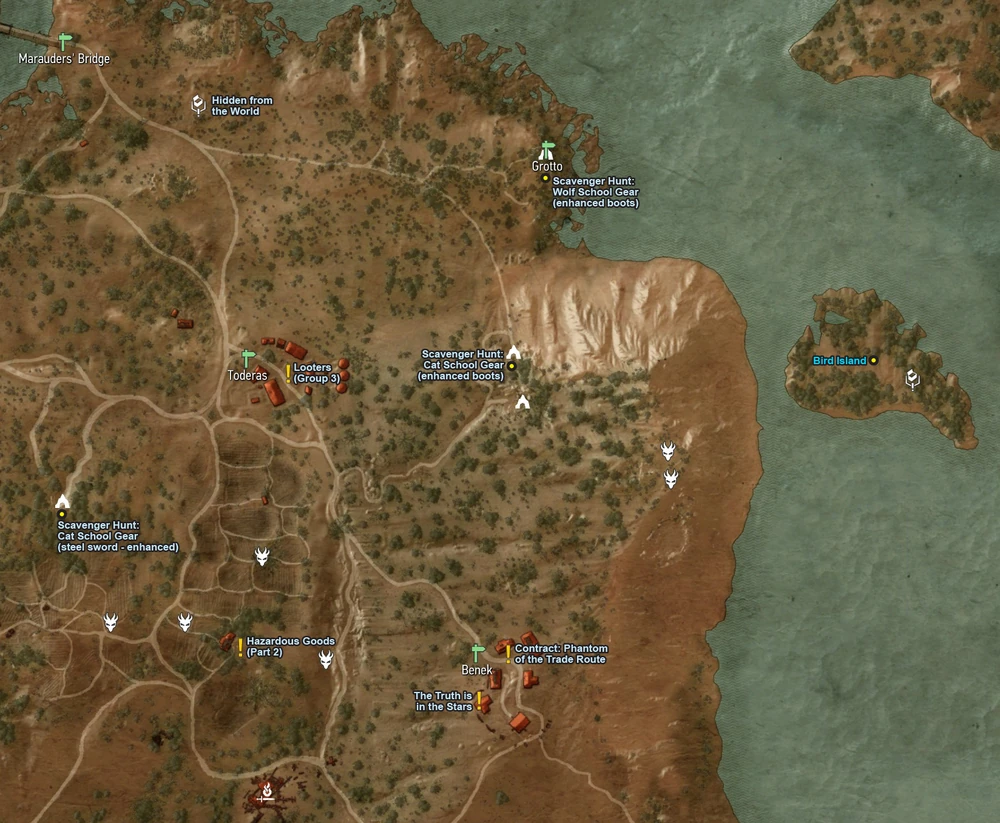 Marauders' Bridge
Hidden from
the World
Grotto
Scavenger Hunt:
Wolf School Gear
(enhanced boots)
Scavenger Hunt:
Cat School Gear
(enhanced boots)
Bird Island
Toderas
Looters
(Group 3)
Scavenger Hunt:
Cat School Gear
(steel sword - enhanced)
Hazardous Goods
(Part 2)
Benek
Contract: Phantom
of the Trade Route
The Truth is
in the Stars